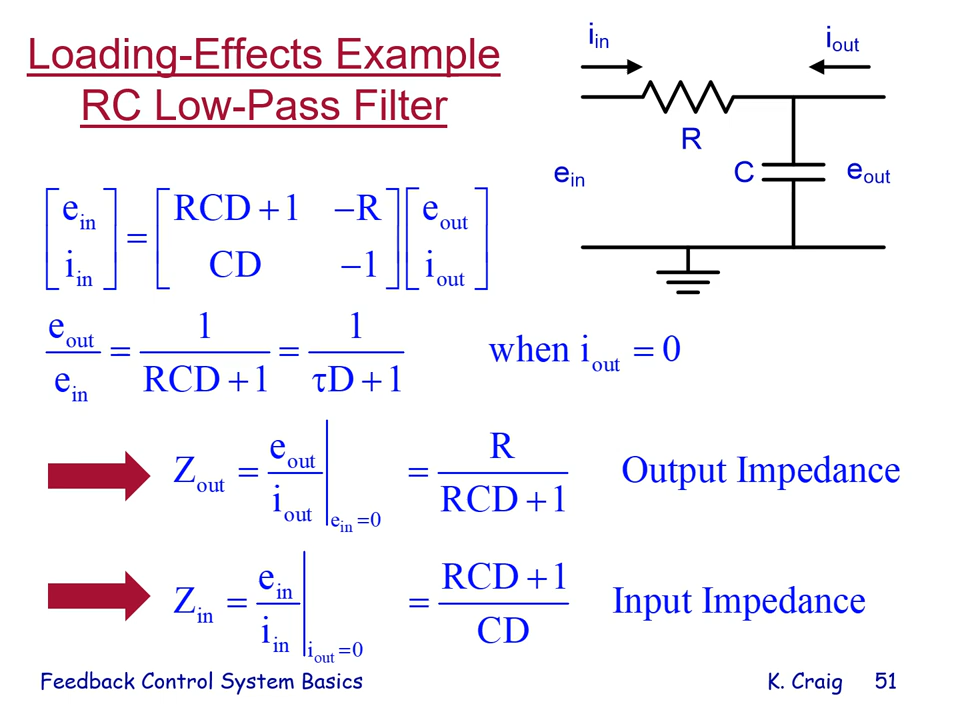 Loading-Effects Example
RC Low-Pass Filter
i_in
i_out
R
e_in
C
e_out
[e_in; i_in] = [RCD + 1  −R; CD  −1] [e_out; i_out]
e_out / e_in = 1 / (RCD + 1) = 1 / (τD + 1)  when i_out = 0
Z_out = e_out / i_out |_{e_in = 0} = R / (RCD + 1)  Output Impedance
Z_in = e_in / i_in |_{i_out = 0} = (RCD + 1) / CD  Input Impedance
Feedback Control System Basics
K. Craig 51